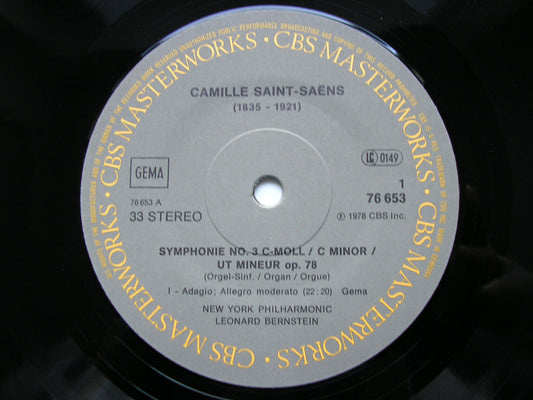 CBS MASTERWORKS · CBS MASTERWORKS · CBS MASTERWORKS · CBS MASTERWORKS ·
CAMILLE SAINT-SAËNS
(1835 - 1921)
GEMA
LC 0149
76 653 A
33 STEREO
1
76 653
℗ 1978 CBS Inc.
SYMPHONIE NO. 3 C-MOLL / C MINOR /
UT MINEUR op. 78
(Orgel-Sinf. / Organ / Orgue)
I - Adagio; Allegro moderato (22:20) Gema
NEW YORK PHILHARMONIC
LEONARD BERNSTEIN